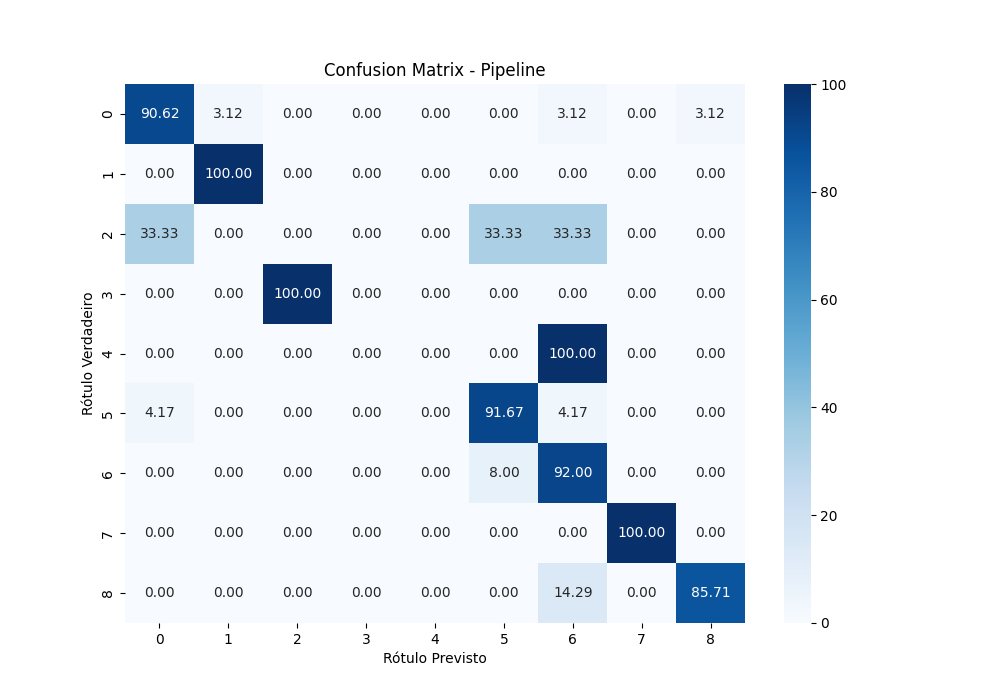 Confusion Matrix - Pipeline
0 90.62 3.12 0.00 0.00 0.00 0.00 3.12 0.00 3.12
1 0.00 100.00 0.00 0.00 0.00 0.00 0.00 0.00 0.00
2 33.33 0.00 0.00 0.00 0.00 33.33 33.33 0.00 0.00
3 0.00 0.00 100.00 0.00 0.00 0.00 0.00 0.00 0.00
4 0.00 0.00 0.00 0.00 0.00 0.00 100.00 0.00 0.00
5 4.17 0.00 0.00 0.00 0.00 91.67 4.17 0.00 0.00
6 0.00 0.00 0.00 0.00 0.00 8.00 92.00 0.00 0.00
7 0.00 0.00 0.00 0.00 0.00 0.00 0.00 100.00 0.00
8 0.00 0.00 0.00 0.00 0.00 0.00 14.29 0.00 85.71
0 1 2 3 4 5 6 7 8
Rótulo Previsto
Rótulo Verdadeiro
100
80
60
40
20
0